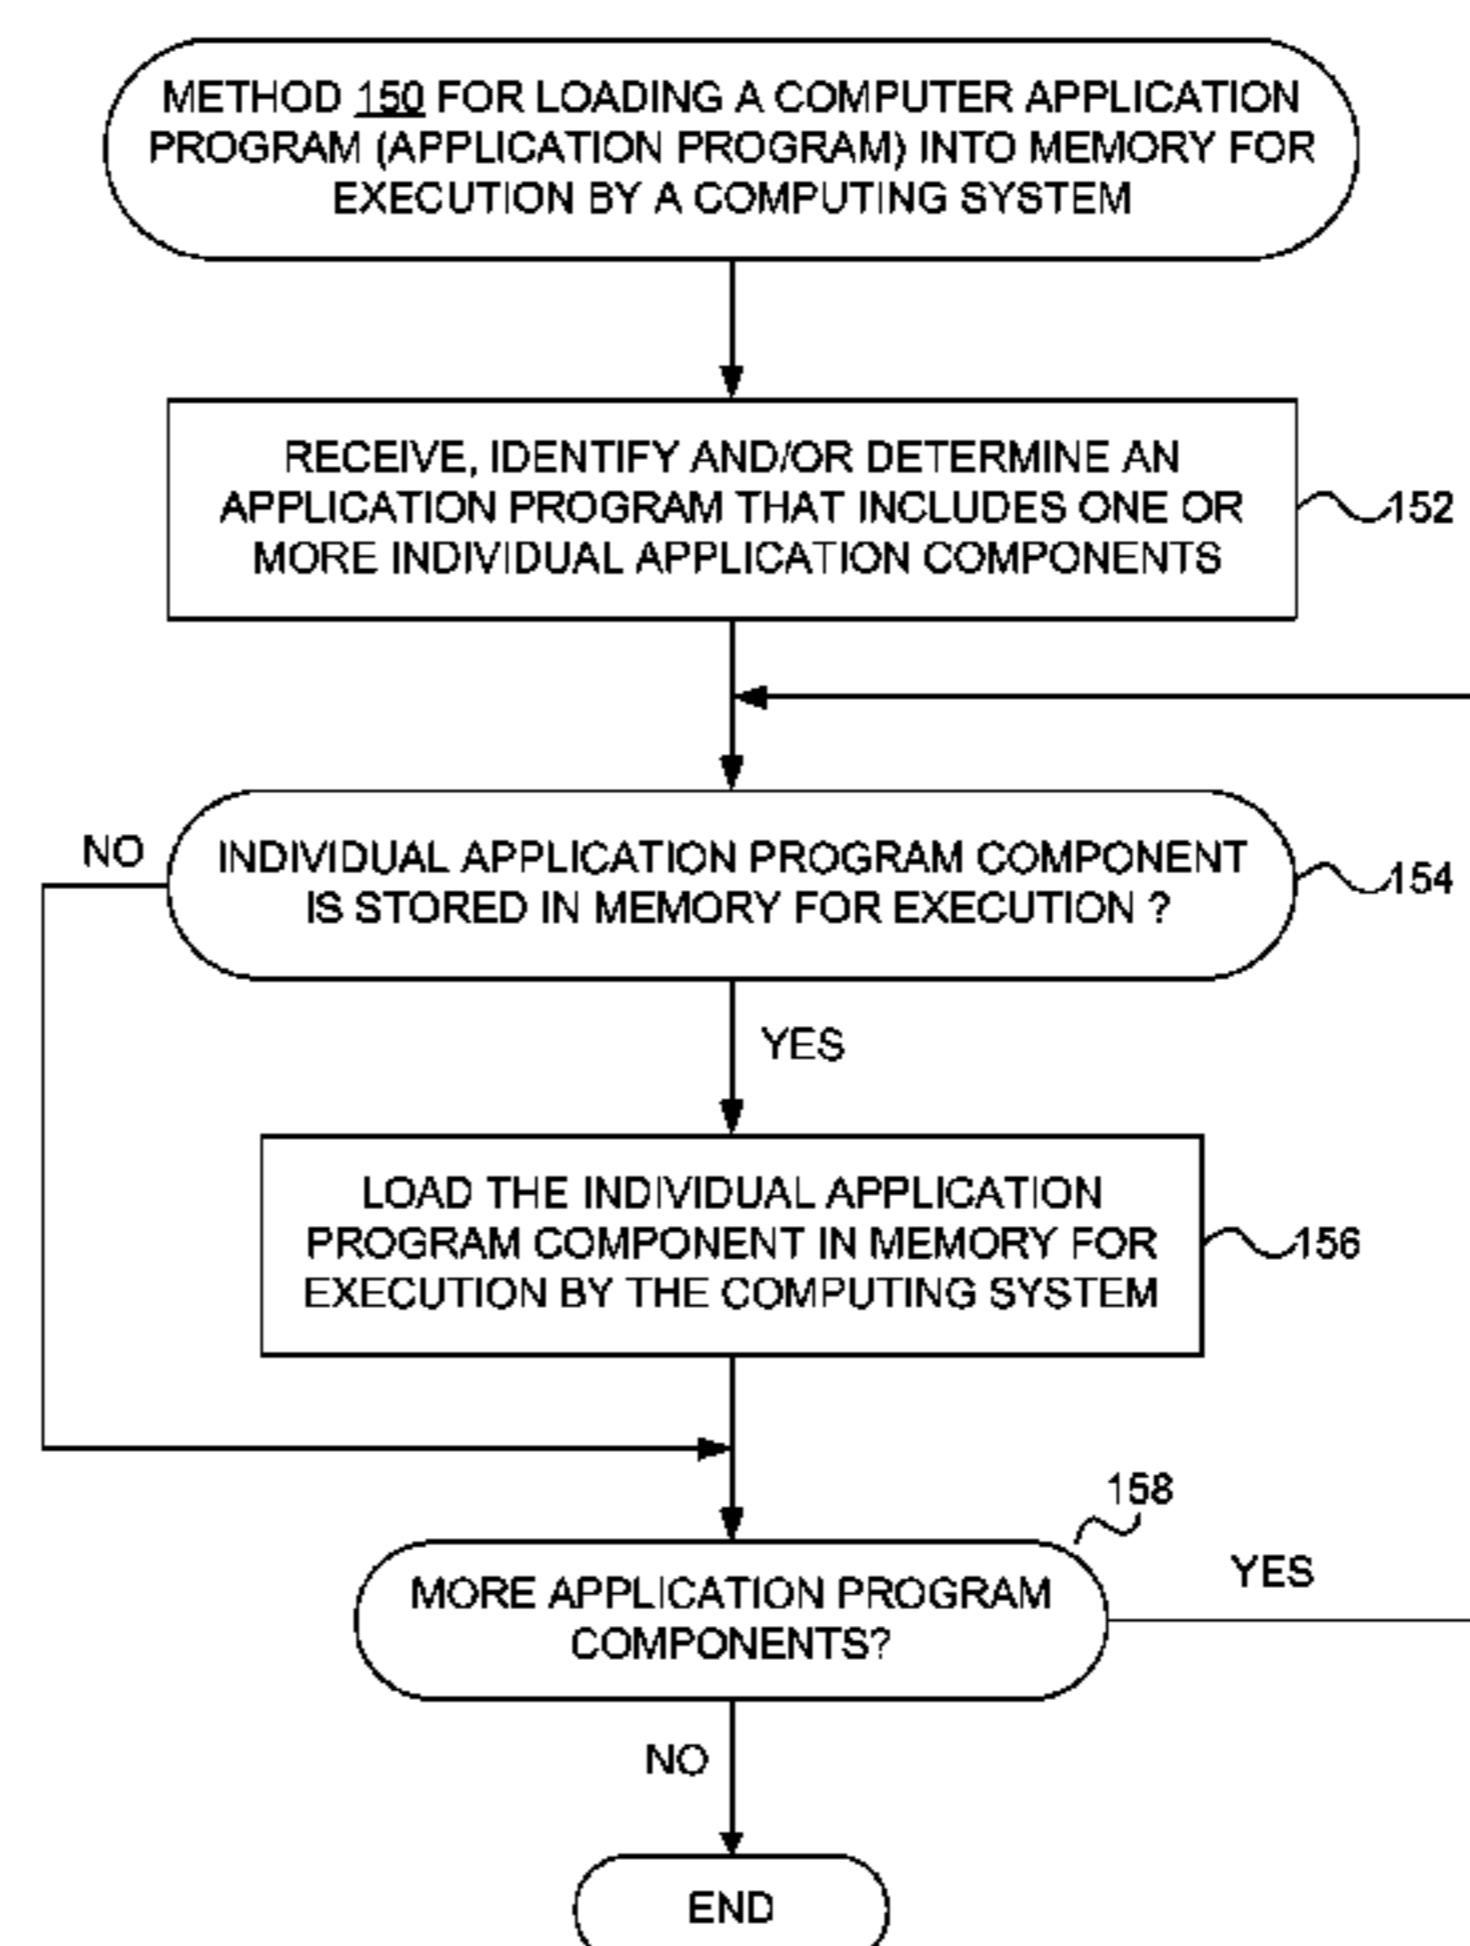 METHOD 150 FOR LOADING A COMPUTER APPLICATION
PROGRAM (APPLICATION PROGRAM) INTO MEMORY FOR
EXECUTION BY A COMPUTING SYSTEM
RECEIVE, IDENTIFY AND/OR DETERMINE AN
APPLICATION PROGRAM THAT INCLUDES ONE OR
MORE INDIVIDUAL APPLICATION COMPONENTS
152
NO
INDIVIDUAL APPLICATION PROGRAM COMPONENT
IS STORED IN MEMORY FOR EXECUTION ?
154
YES
LOAD THE INDIVIDUAL APPLICATION
PROGRAM COMPONENT IN MEMORY FOR
EXECUTION BY THE COMPUTING SYSTEM
156
158
MORE APPLICATION PROGRAM
COMPONENTS?
YES
NO
END